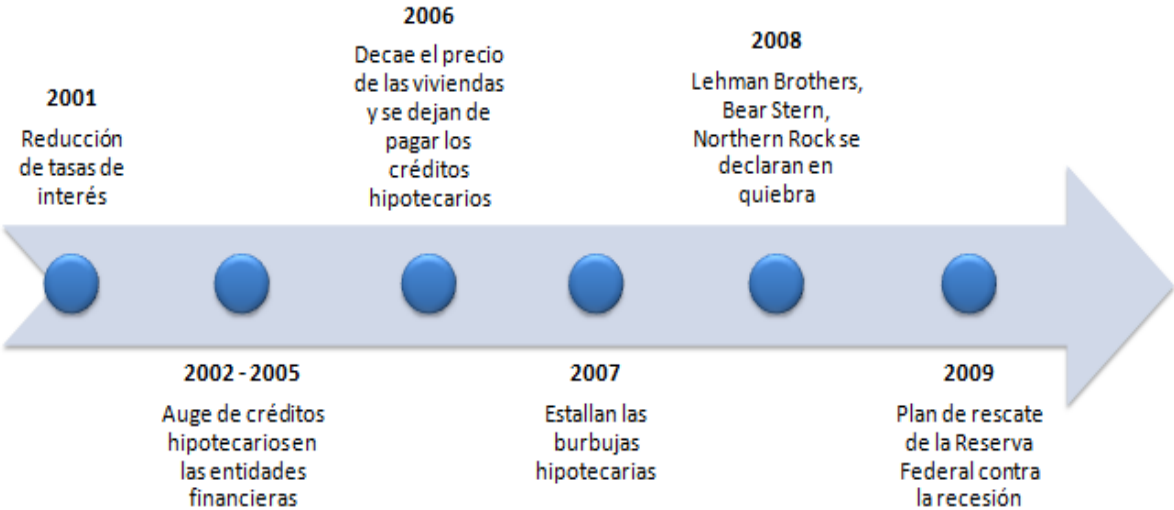 2001
Reducción
de tasas de
interés
2002 - 2005
Auge de créditos
hipotecariosen
las entidades
financieras
2006
Decae el precio
de las viviendas
y se dejan de
pagar los
créditos
hipotecarios
2007
Estallan las
burbujas
hipotecarias
2008
Lehman Brothers,
Bear Stern,
Northern Rock se
declaran en
quiebra
2009
Plan de rescate
de la Reserva
Federal contra
la recesión